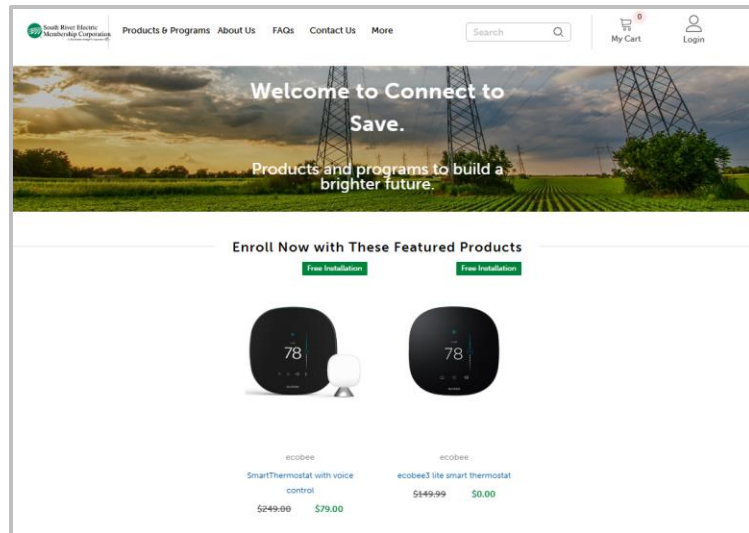 South River Electric
Membership Corporation
Products & Programs About Us FAQs Contact Us More
Search
0
My Cart
Login
Welcome to Connect to
Save.
Products and programs to build a
brighter future.
Enroll Now with These Featured Products
Free Installation
Free Installation
78
78
ecobee
ecobee
SmartThermostat with voice
control
$249.00 $79.00
ecobee3 lite smart thermostat
$149.99 $0.00